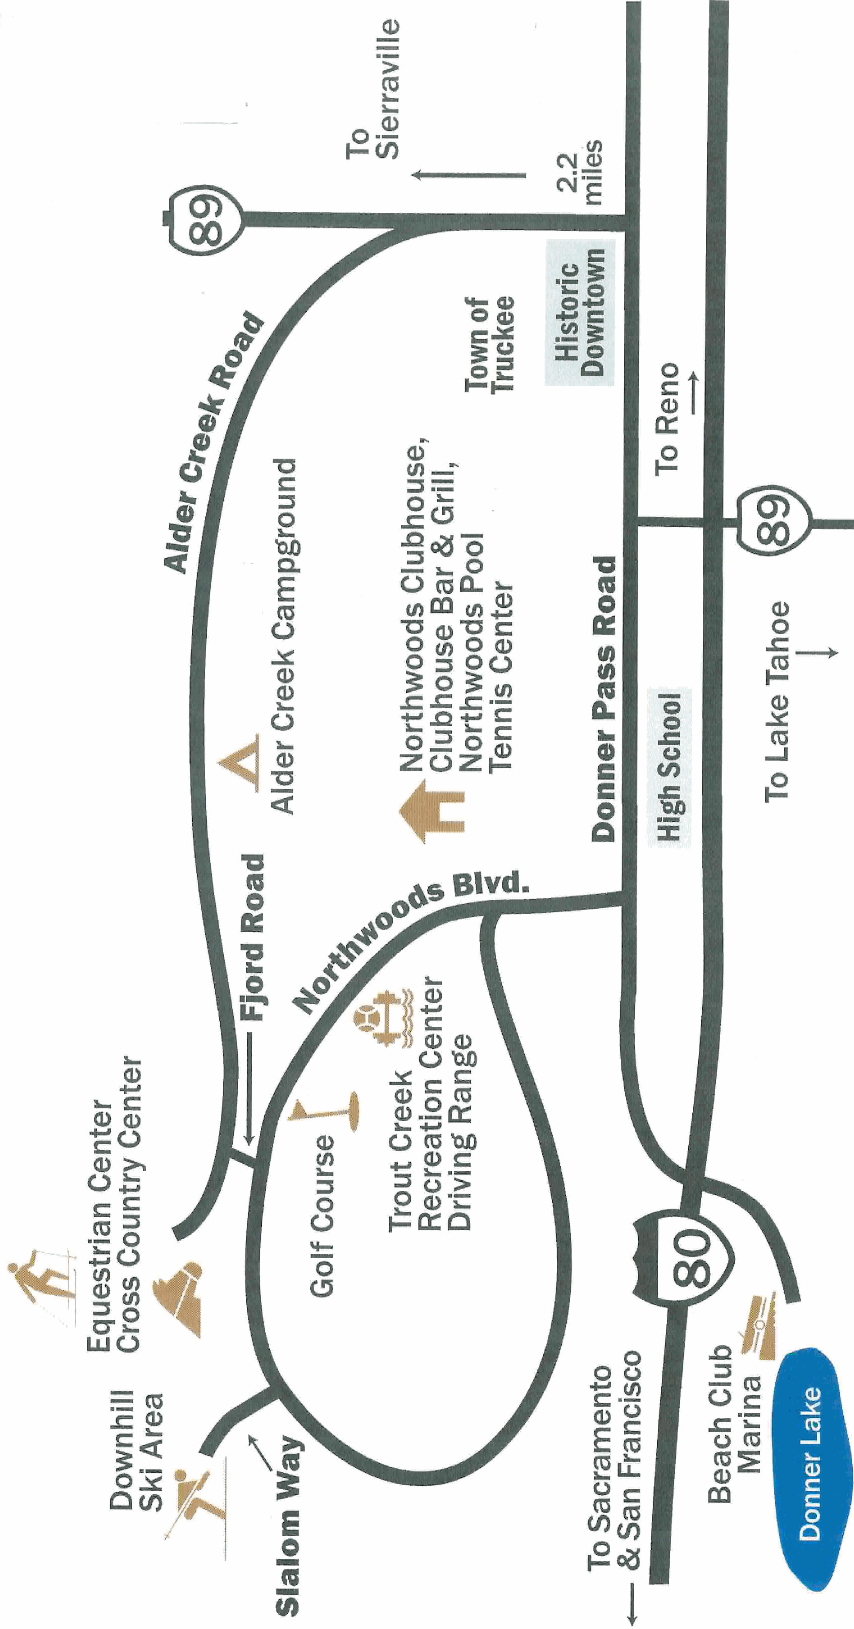 Downhill
Ski Area
Equestrian Center
Cross Country Center
Slalom Way
Fjord Road
Alder Creek Road
89
To
Sierraville
Alder Creek Campground
Northwoods Blvd.
Golf Course
Trout Creek
Recreation Center
Driving Range
Northwoods Clubhouse,
Clubhouse Bar & Grill,
Northwoods Pool
Tennis Center
Town of
Truckee
Historic
Downtown
2.2
miles
Donner Pass Road
High School
To Reno
To Sacramento
& San Francisco
80
Beach Club
Marina
Donner Lake
To Lake Tahoe
89